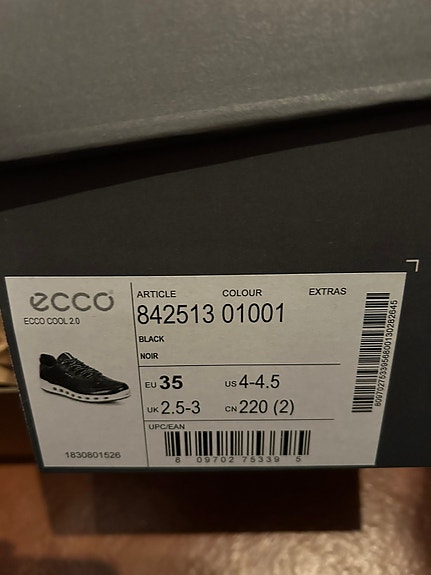 ecco
ECCO COOL 2.0
ARTICLE COLOUR EXTRAS
842513 01001
BLACK
NOIR
EU 35 US 4-4.5
UK 2.5-3 CN 220 (2)
UPC/EAN
8 09702 75339 5
1830801526